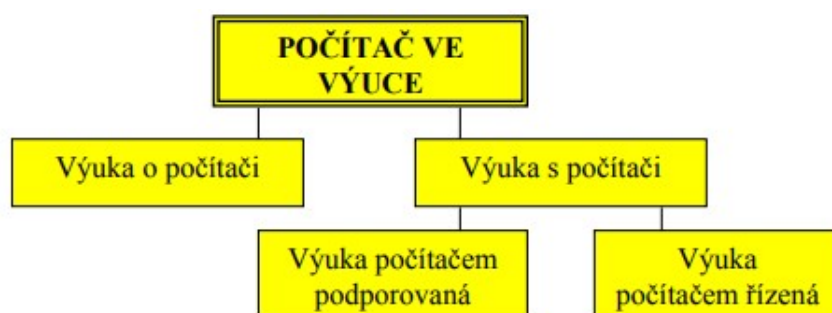 POČÍTAČ VE
VÝUCE
Výuka o počítači
Výuka s počítači
Výuka počítačem
podporovaná
Výuka
počítačem řízená